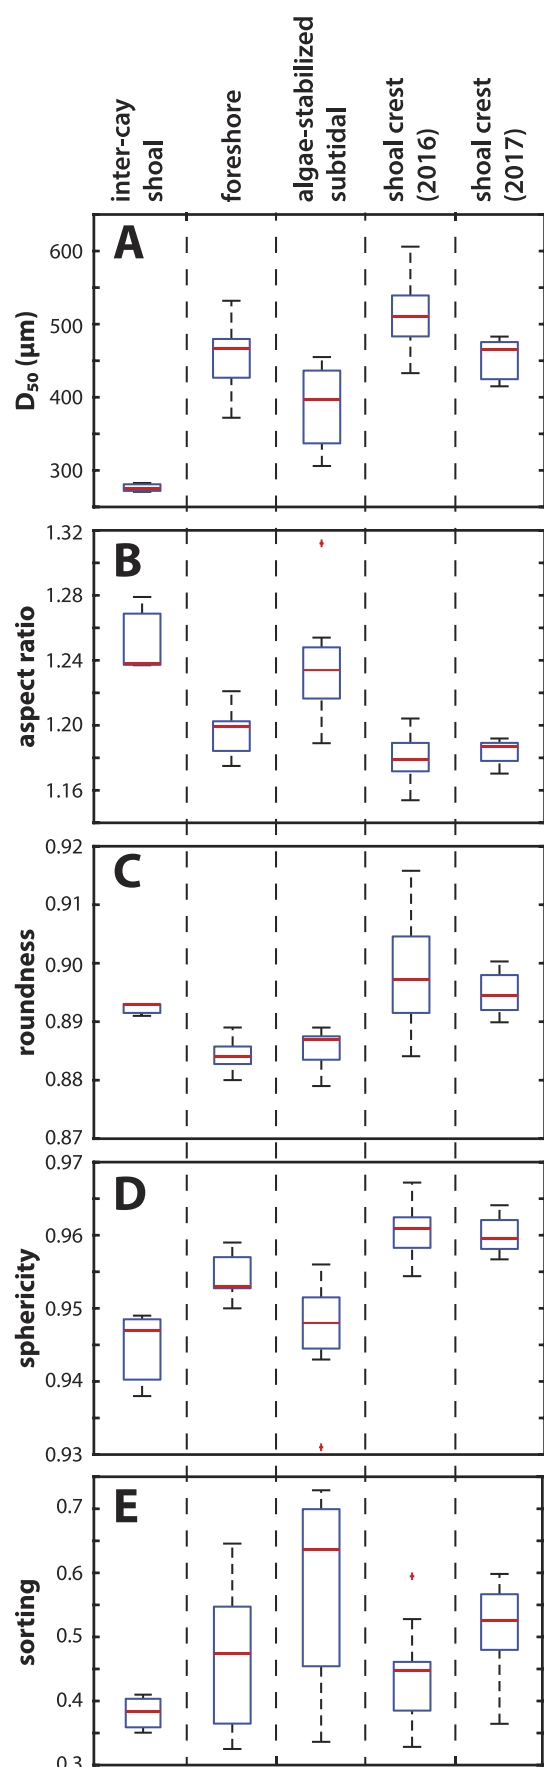 inter-cay
shoal
foreshore
algae-stabilized
subtidal
shoal crest
(2016)
shoal crest
(2017)
A
D₅₀ (μm)
600
500
400
300
B
aspect ratio
1.32
1.28
1.24
1.20
1.16
C
roundness
0.92
0.91
0.90
0.89
0.88
0.87
D
sphericity
0.97
0.96
0.95
0.94
0.93
E
sorting
0.7
0.6
0.5
0.4
0.3